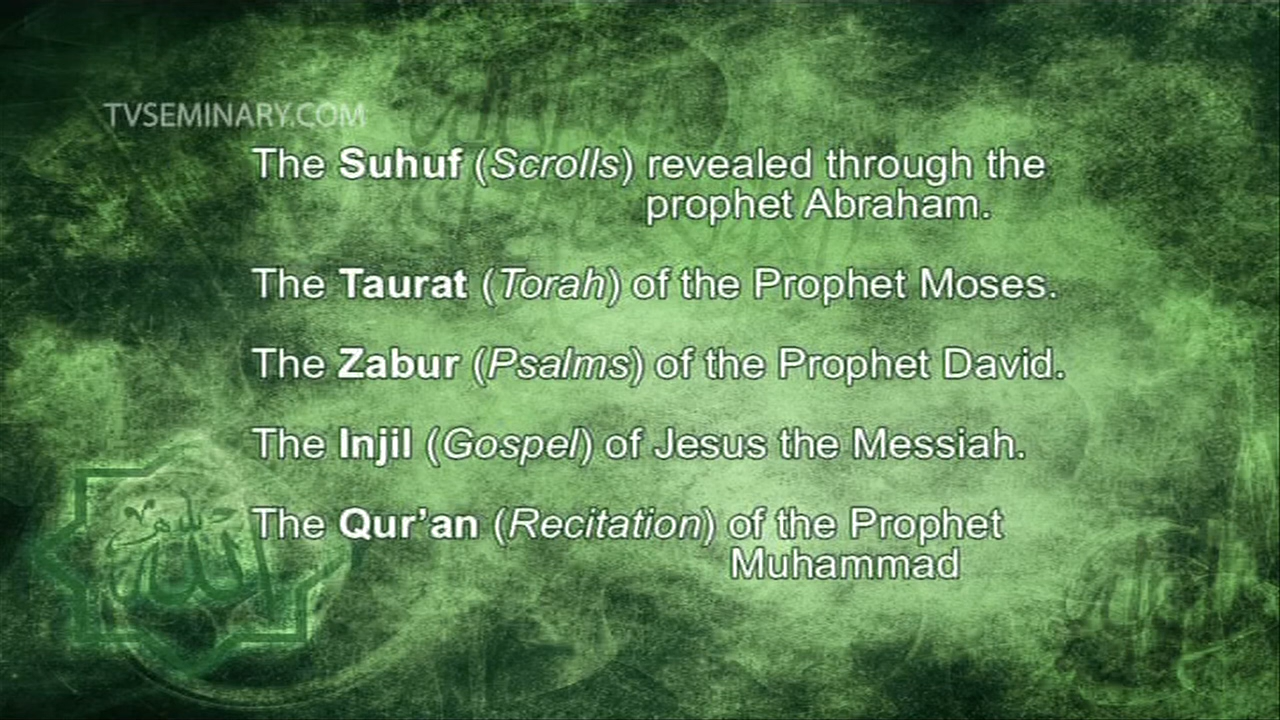 TVSEMINARY.COM
The Suhuf (Scrolls) revealed through the
prophet Abraham.
The Taurat (Torah) of the Prophet Moses.
The Zabur (Psalms) of the Prophet David.
The Injil (Gospel) of Jesus the Messiah.
The Qur’an (Recitation) of the Prophet
Muhammad
الله